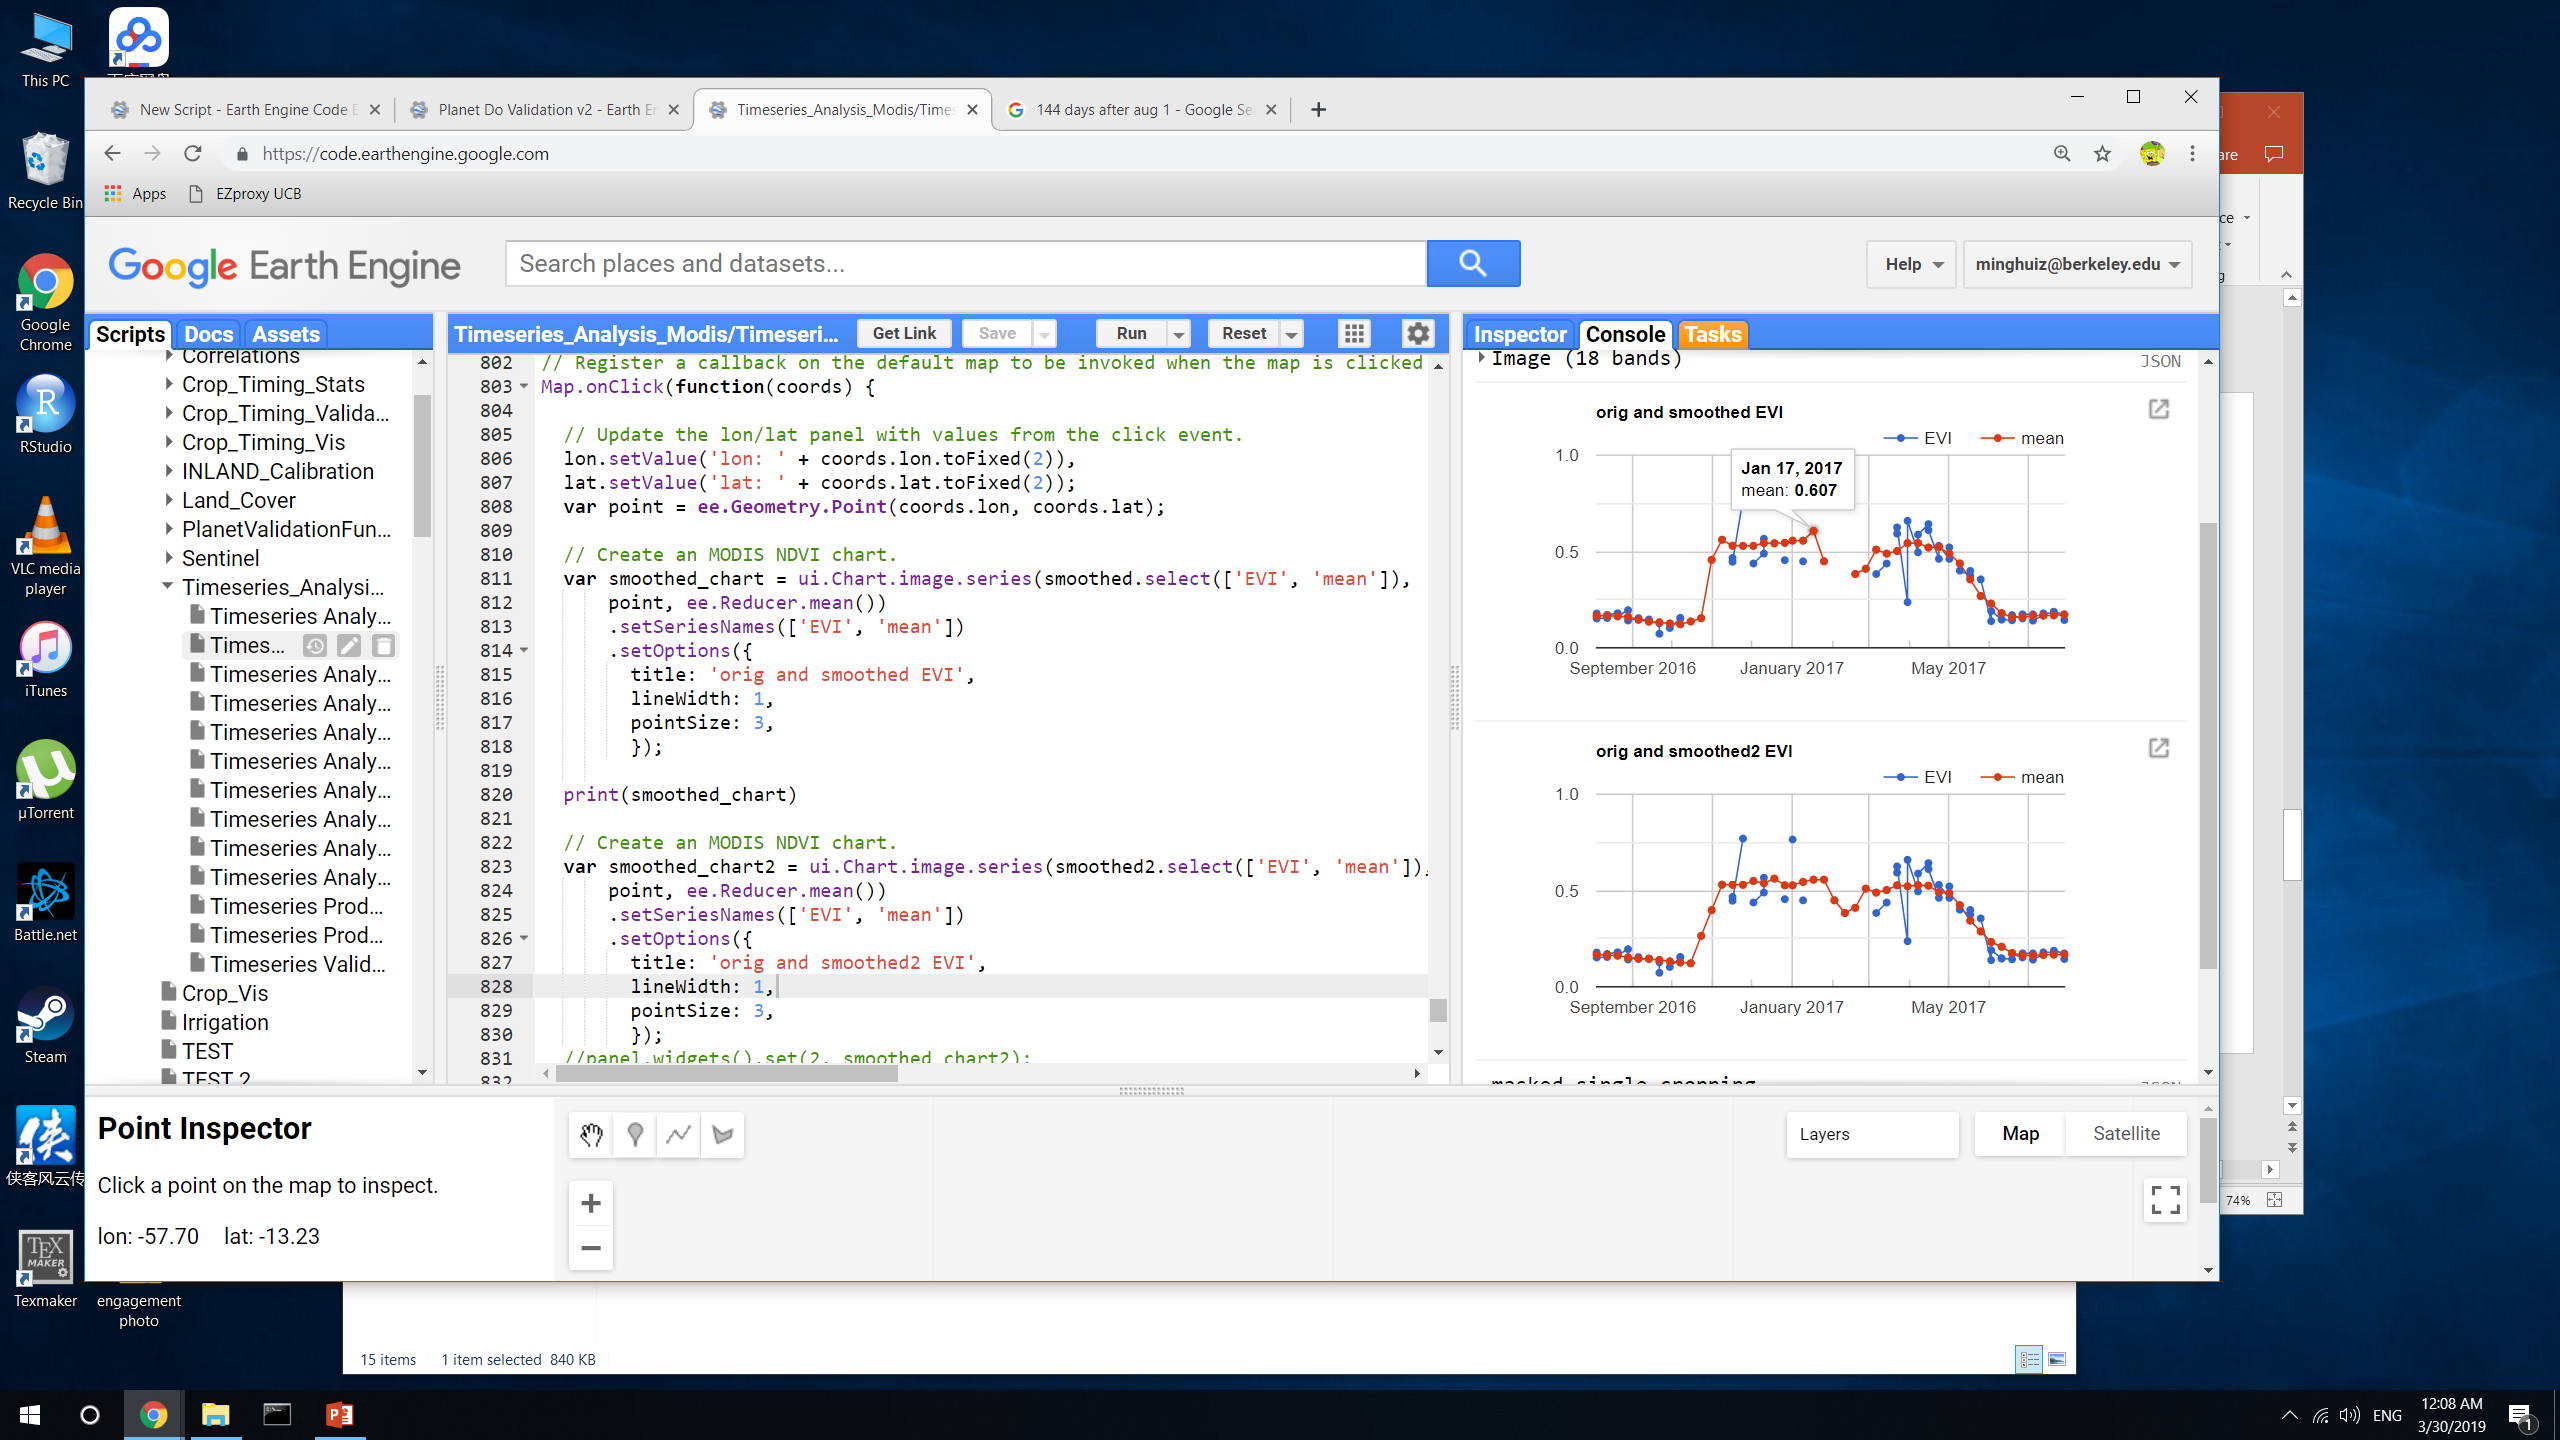 This PC
Recycle Bin
Google Chrome
RStudio
VLC media player
iTunes
µTorrent
Battle.net
Steam
侠客风云传
Texmaker
engagement photo
New Script - Earth Engine Code E
Planet Do Validation v2 - Earth E
Timeseries_Analysis_Modis/Times
144 days after aug 1 - Google Se
https://code.earthengine.google.com
Apps
EZproxy UCB
Google Earth Engine
Search places and datasets...
Help
minghuiz@berkeley.edu
Scripts Docs Assets
Correlations
Crop_Timing_Stats
Crop_Timing_Valida...
Crop_Timing_Vis
INLAND_Calibration
Land_Cover
PlanetValidationFun...
Sentinel
Timeseries_Analysi...
Timeseries Analy...
Times...
Timeseries Analy...
Timeseries Analy...
Timeseries Analy...
Timeseries Analy...
Timeseries Analy...
Timeseries Analy...
Timeseries Analy...
Timeseries Analy...
Timeseries Prod...
Timeseries Prod...
Timeseries Valid...
Crop_Vis
Irrigation
TEST
TEST 2
Timeseries_Analysis_Modis/Timeseri... Get Link Save Run Reset
802 // Register a callback on the default map to be invoked when the map is clicked
803 Map.onClick(function(coords) {
804
805 // Update the lon/lat panel with values from the click event.
806 lon.setValue('lon: ' + coords.lon.toFixed(2)),
807 lat.setValue('lat: ' + coords.lat.toFixed(2));
808 var point = ee.Geometry.Point(coords.lon, coords.lat);
809
810 // Create an MODIS NDVI chart.
811 var smoothed_chart = ui.Chart.image.series(smoothed.select(['EVI', 'mean']),
812 point, ee.Reducer.mean())
813 .setSeriesNames(['EVI', 'mean'])
814 .setOptions({
815 title: 'orig and smoothed EVI',
816 lineWidth: 1,
817 pointSize: 3,
818 });
819
820 print(smoothed_chart)
821
822 // Create an MODIS NDVI chart.
823 var smoothed_chart2 = ui.Chart.image.series(smoothed2.select(['EVI', 'mean']),
824 point, ee.Reducer.mean())
825 .setSeriesNames(['EVI', 'mean'])
826 .setOptions({
827 title: 'orig and smoothed2 EVI',
828 lineWidth: 1,
829 pointSize: 3,
830 });
831 //panel.widgets().set(2, smoothed_chart2);
832
Inspector Console Tasks
Image (18 bands) JSON
orig and smoothed EVI
EVI mean
1.0
Jan 17, 2017
mean: 0.607
0.5
0.0
September 2016 January 2017 May 2017
orig and smoothed2 EVI
EVI mean
1.0
0.5
0.0
September 2016 January 2017 May 2017
masked single cropping JSON
Point Inspector
Click a point on the map to inspect.
lon: -57.70 lat: -13.23
Layers
Map Satellite
are
ce
g
74%
15 items 1 item selected 840 KB
ENG
12:08 AM
3/30/2019
1